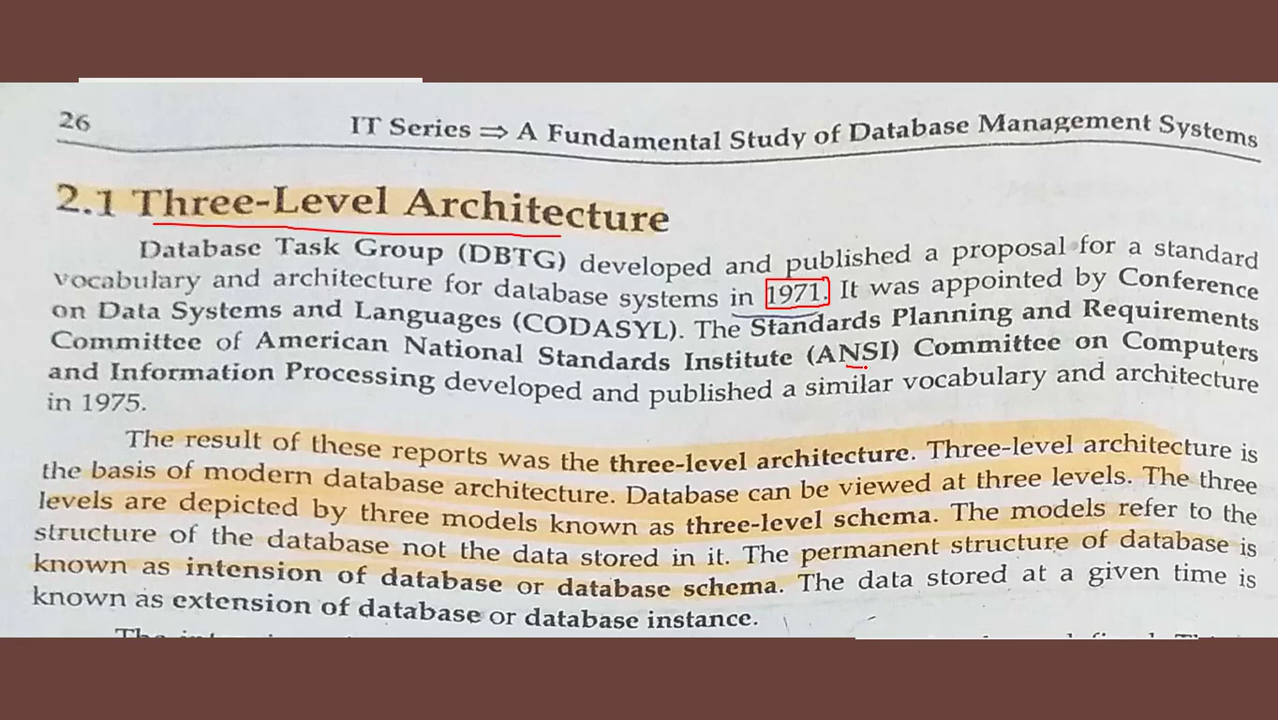 26
IT Series ⇒ A Fundamental Study of Database Management Systems
2.1 Three-Level Architecture
Database Task Group (DBTG) developed and published a proposal for a standard
vocabulary and architecture for database systems in 1971. It was appointed by Conference
on Data Systems and Languages (CODASYL). The Standards Planning and Requirements
Committee of American National Standards Institute (ANSI) Committee on Computers
and Information Processing developed and published a similar vocabulary and architecture
in 1975.
The result of these reports was the three-level architecture. Three-level architecture is
the basis of modern database architecture. Database can be viewed at three levels. The three
levels are depicted by three models known as three-level schema. The models refer to the
structure of the database not the data stored in it. The permanent structure of database is
known as intension of database or database schema. The data stored at a given time is
known as extension of database or database instance.